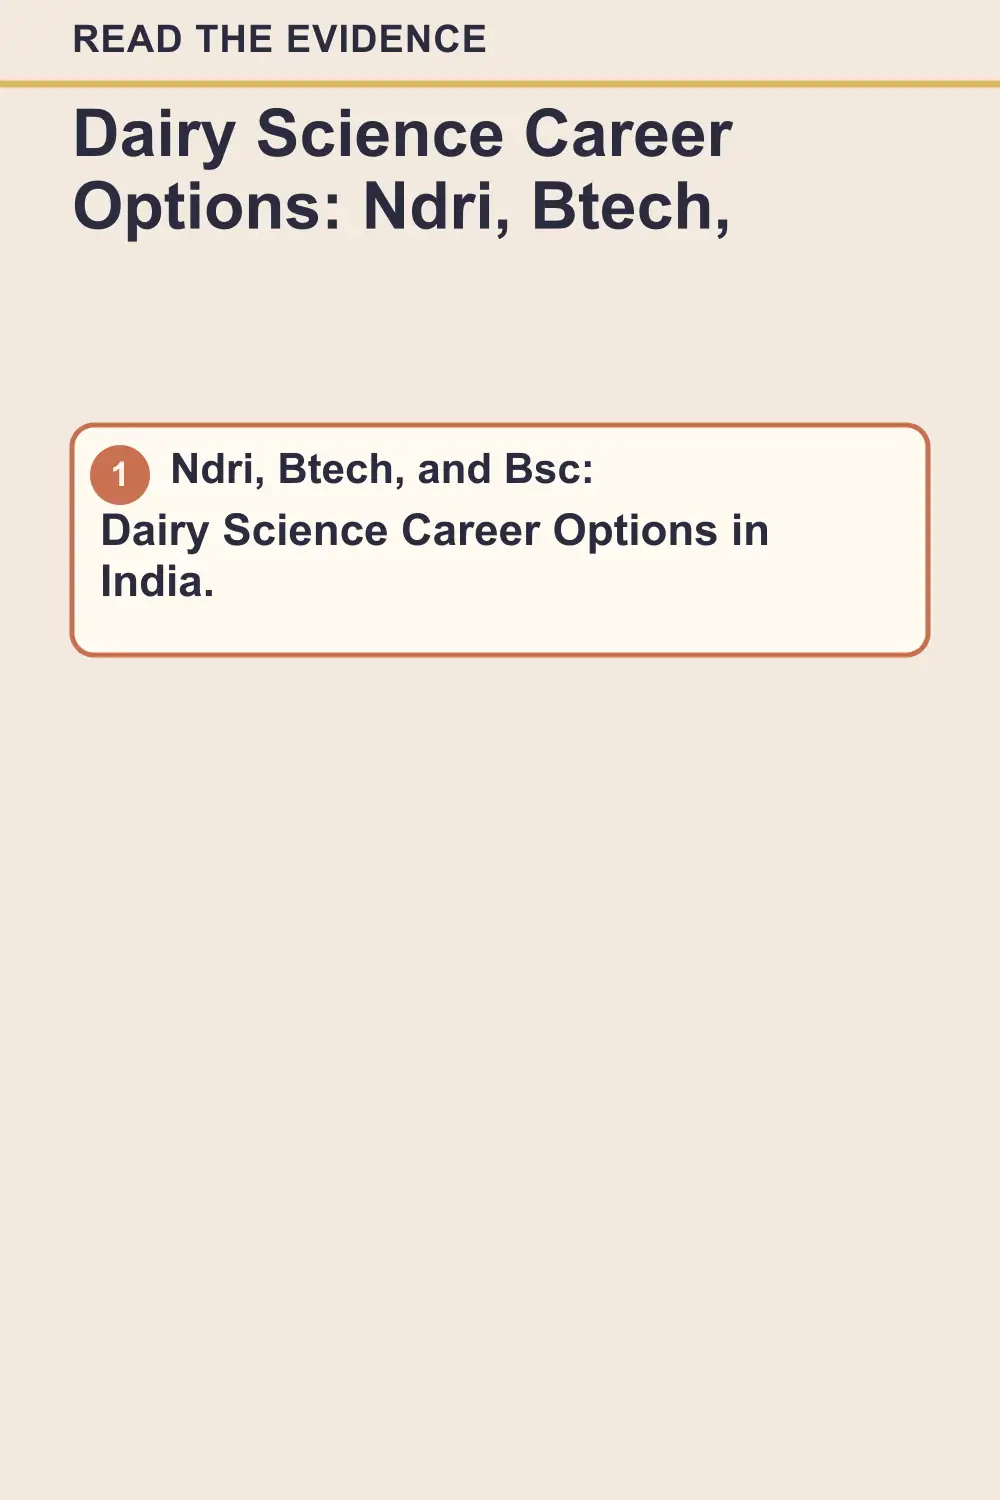 READ THE EVIDENCE
Dairy Science Career
Options: Ndri, Btech,
1 Ndri, Btech, and Bsc:
Dairy Science Career Options in
India.